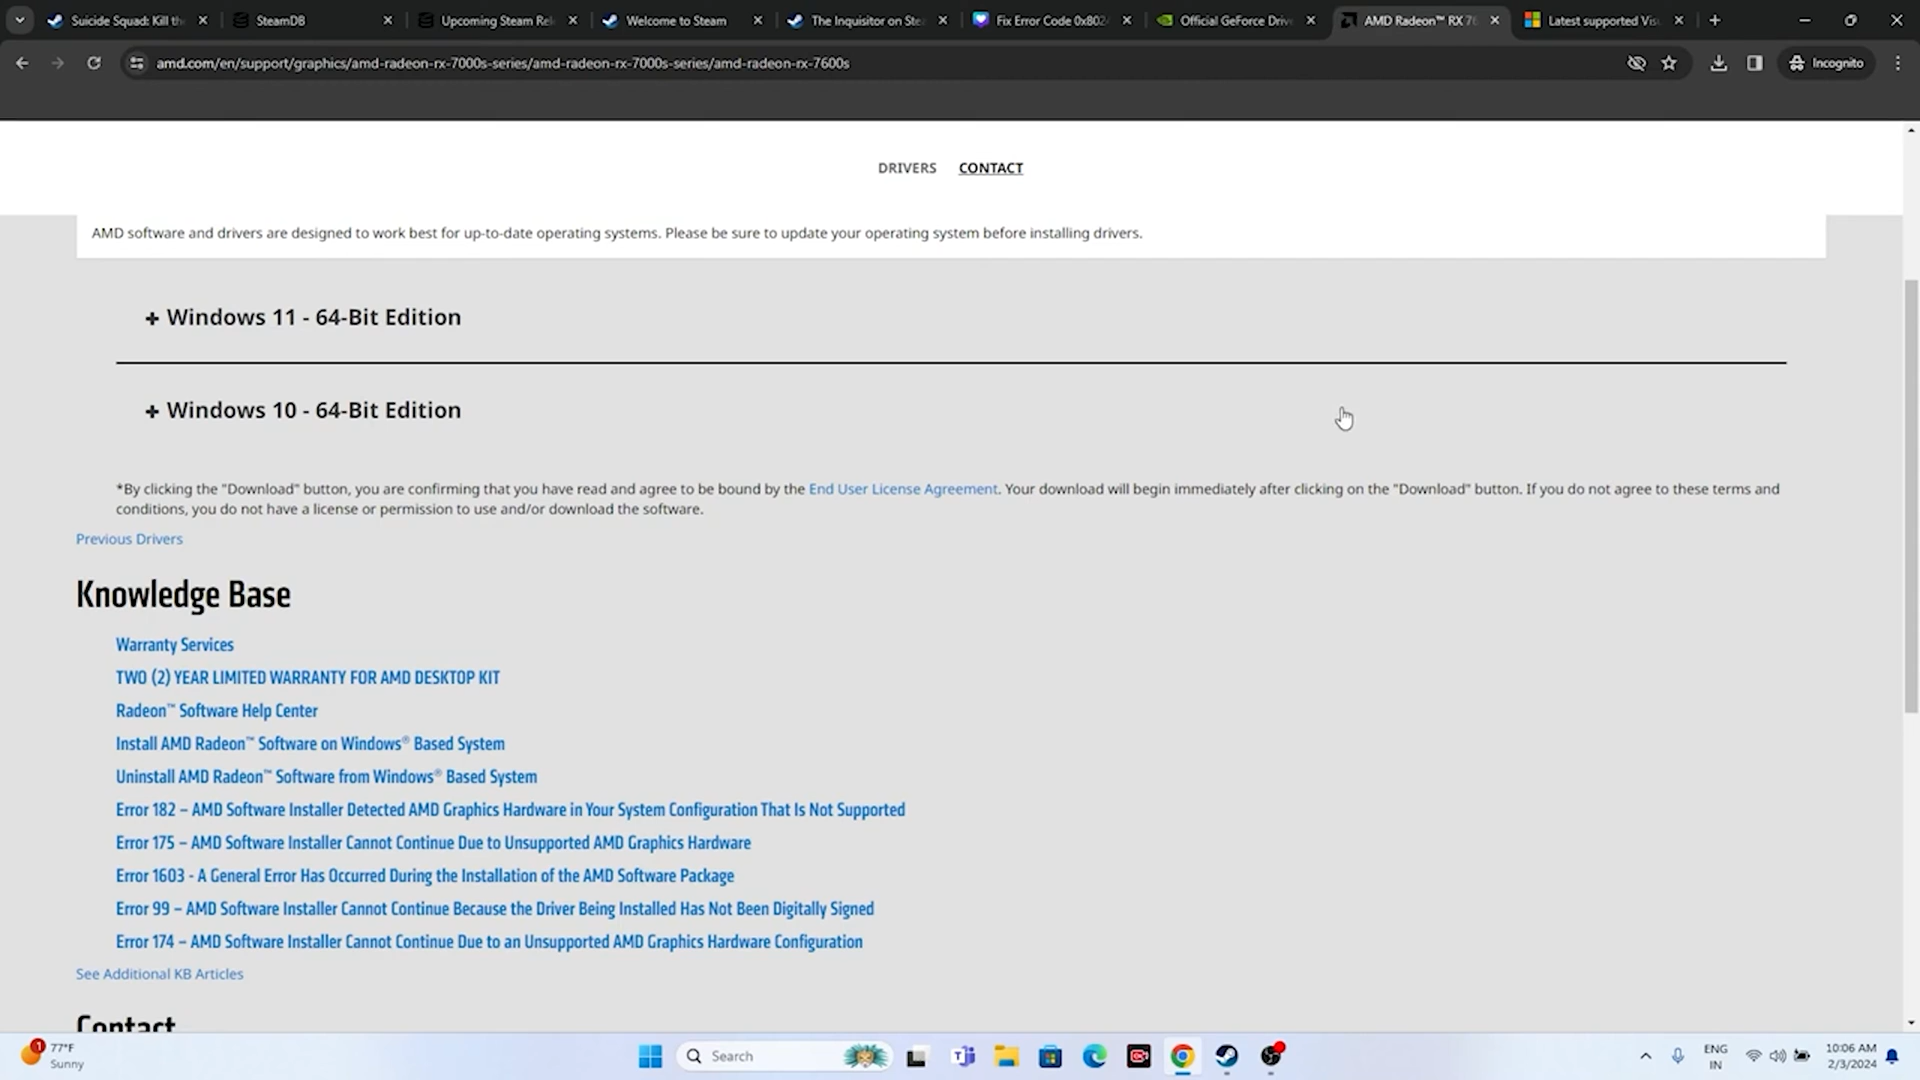 Suicide Squad: Kill th
SteamDB
Upcoming Steam Rel
Welcome to Steam
The Inquisitor on Stea
Fix Error Code 0x8024
Official GeForce Drive
AMD Radeon™ RX 76
Latest supported Visu
amd.com/en/support/graphics/amd-radeon-rx-7000s-series/amd-radeon-rx-7000s-series/amd-radeon-rx-7600s
Incognito
DRIVERS CONTACT
AMD software and drivers are designed to work best for up-to-date operating systems. Please be sure to update your operating system before installing drivers.
+ Windows 11 - 64-Bit Edition
+ Windows 10 - 64-Bit Edition
*By clicking the "Download" button, you are confirming that you have read and agree to be bound by the End User License Agreement. Your download will begin immediately after clicking on the "Download" button. If you do not agree to these terms and
conditions, you do not have a license or permission to use and/or download the software.
Previous Drivers
Knowledge Base
Warranty Services
TWO (2) YEAR LIMITED WARRANTY FOR AMD DESKTOP KIT
Radeon™ Software Help Center
Install AMD Radeon™ Software on Windows® Based System
Uninstall AMD Radeon™ Software from Windows® Based System
Error 182 – AMD Software Installer Detected AMD Graphics Hardware in Your System Configuration That Is Not Supported
Error 175 – AMD Software Installer Cannot Continue Due to Unsupported AMD Graphics Hardware
Error 1603 - A General Error Has Occurred During the Installation of the AMD Software Package
Error 99 – AMD Software Installer Cannot Continue Because the Driver Being Installed Has Not Been Digitally Signed
Error 174 – AMD Software Installer Cannot Continue Due to an Unsupported AMD Graphics Hardware Configuration
See Additional KB Articles
Contact
1
77°F
Sunny
Search
ENG
IN
10:06 AM
2/3/2024